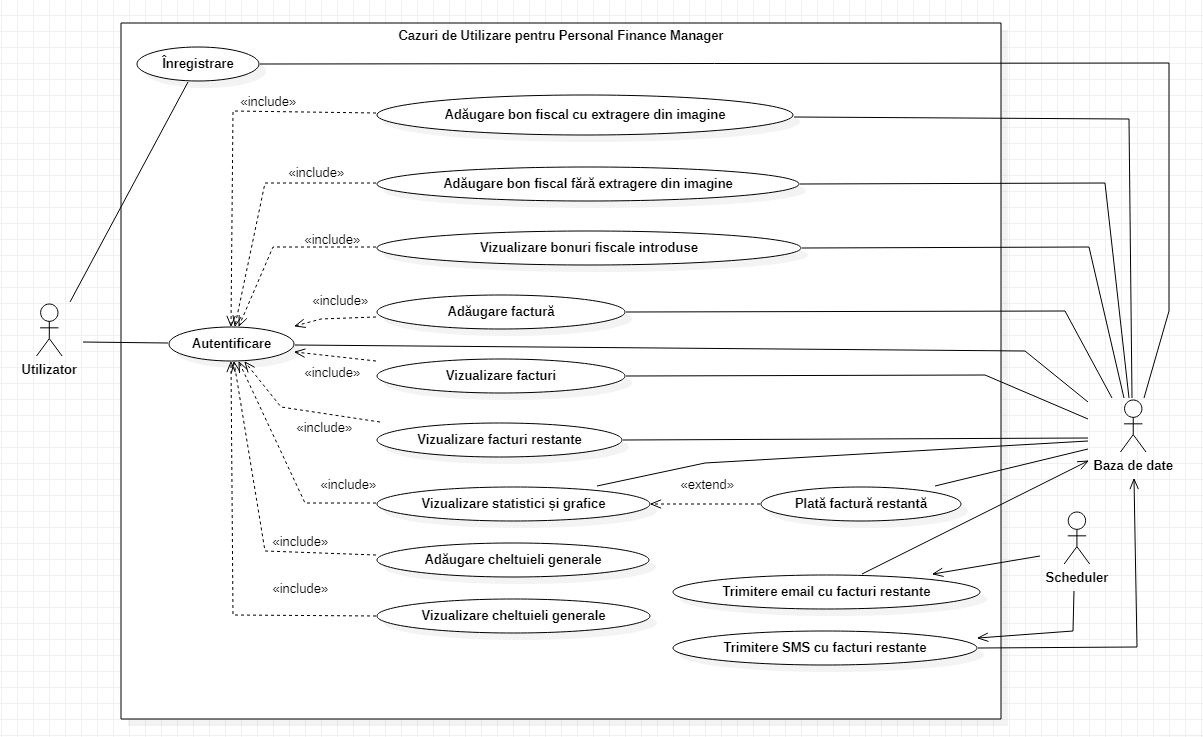 Cazuri de Utilizare pentru Personal Finance Manager
Înregistrare
«include»
Adăugare bon fiscal cu extragere din imagine
«include»
Adăugare bon fiscal fără extragere din imagine
«include»
Vizualizare bonuri fiscale introduse
«include»
Adăugare factură
Utilizator
Autentificare
«include»
Vizualizare facturi
«include»
Vizualizare facturi restante
Baza de date
«include»
Vizualizare statistici și grafice
«extend»
Plată factură restantă
«include»
Adăugare cheltuieli generale
Scheduler
«include»
Vizualizare cheltuieli generale
Trimitere email cu facturi restante
Trimitere SMS cu facturi restante